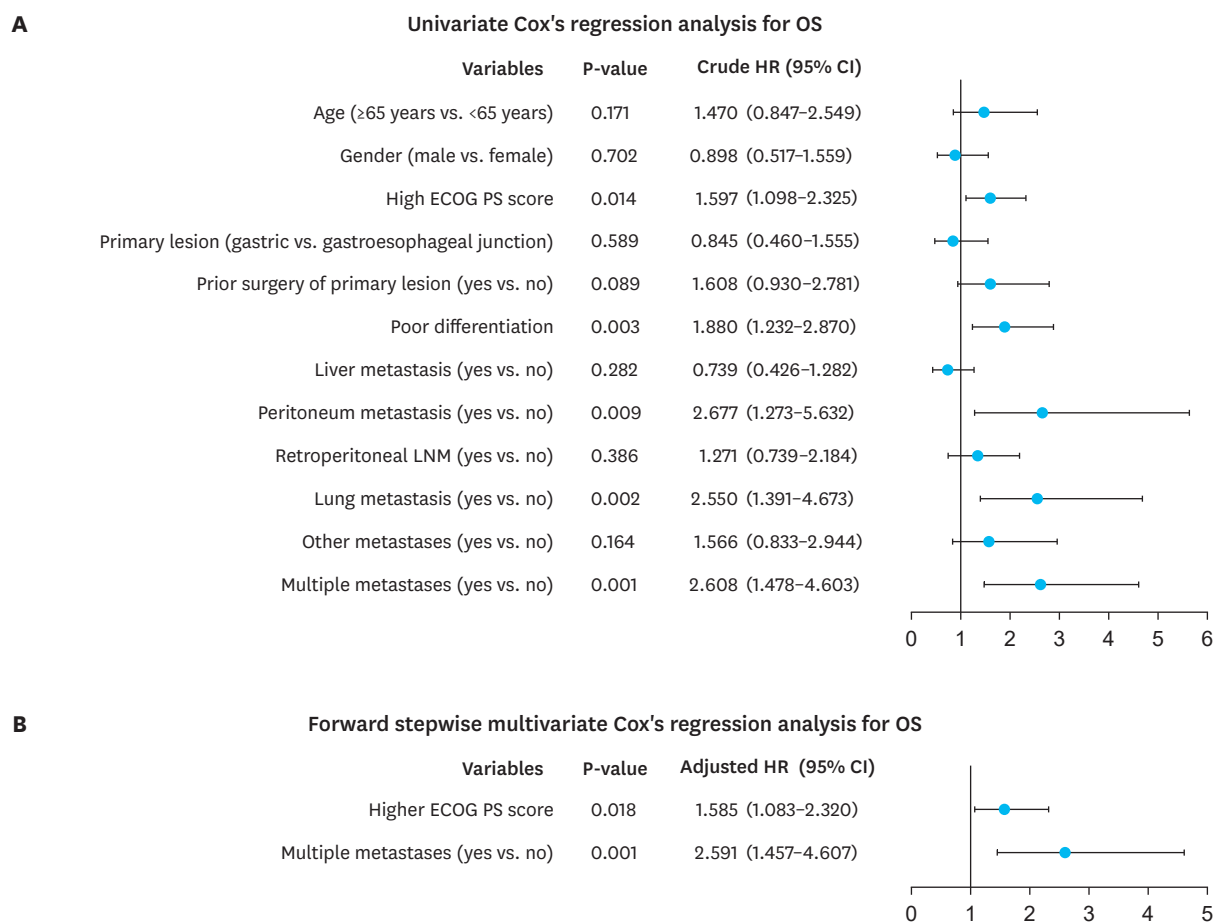 A Univariate Cox's regression analysis for OS
Variables P-value Crude HR (95% CI)
Age (≥65 years vs. <65 years) 0.171 1.470 (0.847–2.549)
Gender (male vs. female) 0.702 0.898 (0.517–1.559)
High ECOG PS score 0.014 1.597 (1.098–2.325)
Primary lesion (gastric vs. gastroesophageal junction) 0.589 0.845 (0.460–1.555)
Prior surgery of primary lesion (yes vs. no) 0.089 1.608 (0.930–2.781)
Poor differentiation 0.003 1.880 (1.232–2.870)
Liver metastasis (yes vs. no) 0.282 0.739 (0.426–1.282)
Peritoneum metastasis (yes vs. no) 0.009 2.677 (1.273–5.632)
Retroperitoneal LNM (yes vs. no) 0.386 1.271 (0.739–2.184)
Lung metastasis (yes vs. no) 0.002 2.550 (1.391–4.673)
Other metastases (yes vs. no) 0.164 1.566 (0.833–2.944)
Multiple metastases (yes vs. no) 0.001 2.608 (1.478–4.603)
0 1 2 3 4 5 6
B Forward stepwise multivariate Cox's regression analysis for OS
Variables P-value Adjusted HR (95% CI)
Higher ECOG PS score 0.018 1.585 (1.083–2.320)
Multiple metastases (yes vs. no) 0.001 2.591 (1.457–4.607)
0 1 2 3 4 5